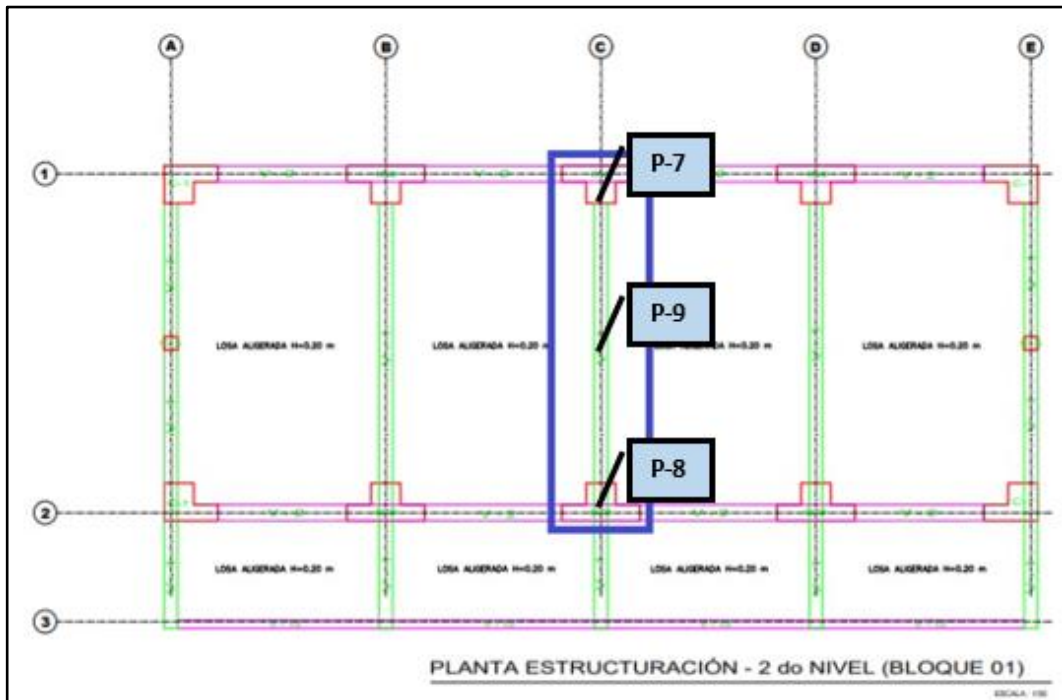 A B C D E
1
P-7
P-9
LOSA ALIGERADA H=0.20 m LOSA ALIGERADA H=0.20 m LOSA ALIGERADA H=0.20 m LOSA ALIGERADA H=0.20 m
P-8
2
LOSA ALIGERADA H=0.20 m LOSA ALIGERADA H=0.20 m LOSA ALIGERADA H=0.20 m LOSA ALIGERADA H=0.20 m
3
PLANTA ESTRUCTURACIÓN - 2 do NIVEL (BLOQUE 01)